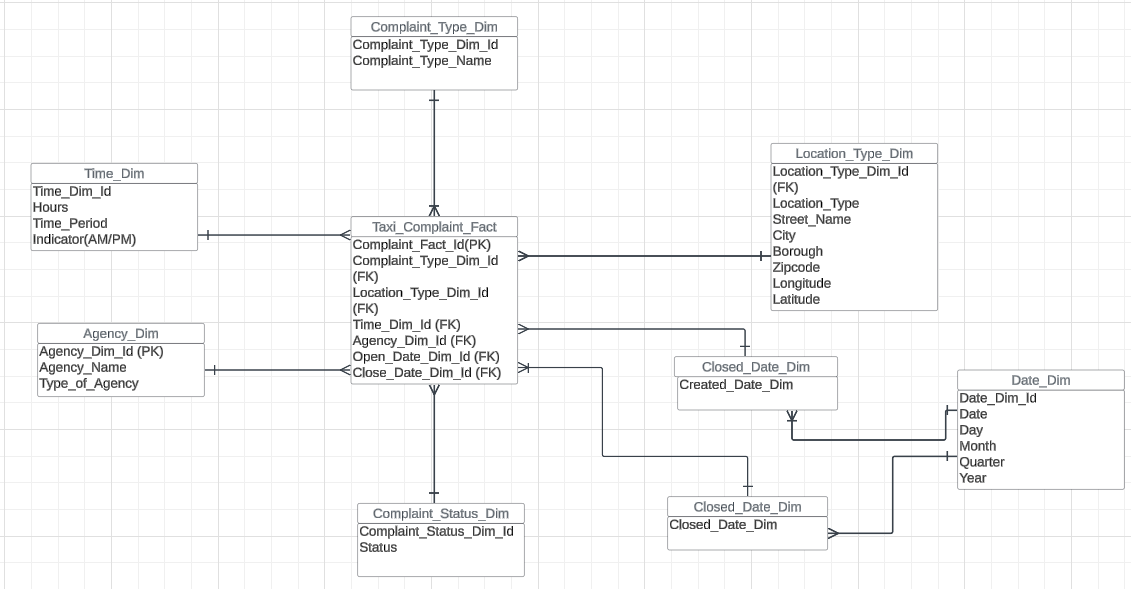 Complaint_Type_Dim
Complaint_Type_Dim_Id
Complaint_Type_Name
Time_Dim
Time_Dim_Id
Hours
Time_Period
Indicator(AM/PM)
Location_Type_Dim
Location_Type_Dim_Id
(FK)
Location_Type
Street_Name
City
Borough
Zipcode
Longitude
Latitude
Taxi_Complaint_Fact
Complaint_Fact_Id(PK)
Complaint_Type_Dim_Id
(FK)
Location_Type_Dim_Id
(FK)
Time_Dim_Id (FK)
Agency_Dim_Id (FK)
Open_Date_Dim_Id (FK)
Close_Date_Dim_Id (FK)
Agency_Dim
Agency_Dim_Id (PK)
Agency_Name
Type_of_Agency
Closed_Date_Dim
Created_Date_Dim
Date_Dim
Date_Dim_Id
Date
Day
Month
Quarter
Year
Complaint_Status_Dim
Complaint_Status_Dim_Id
Status
Closed_Date_Dim
Closed_Date_Dim